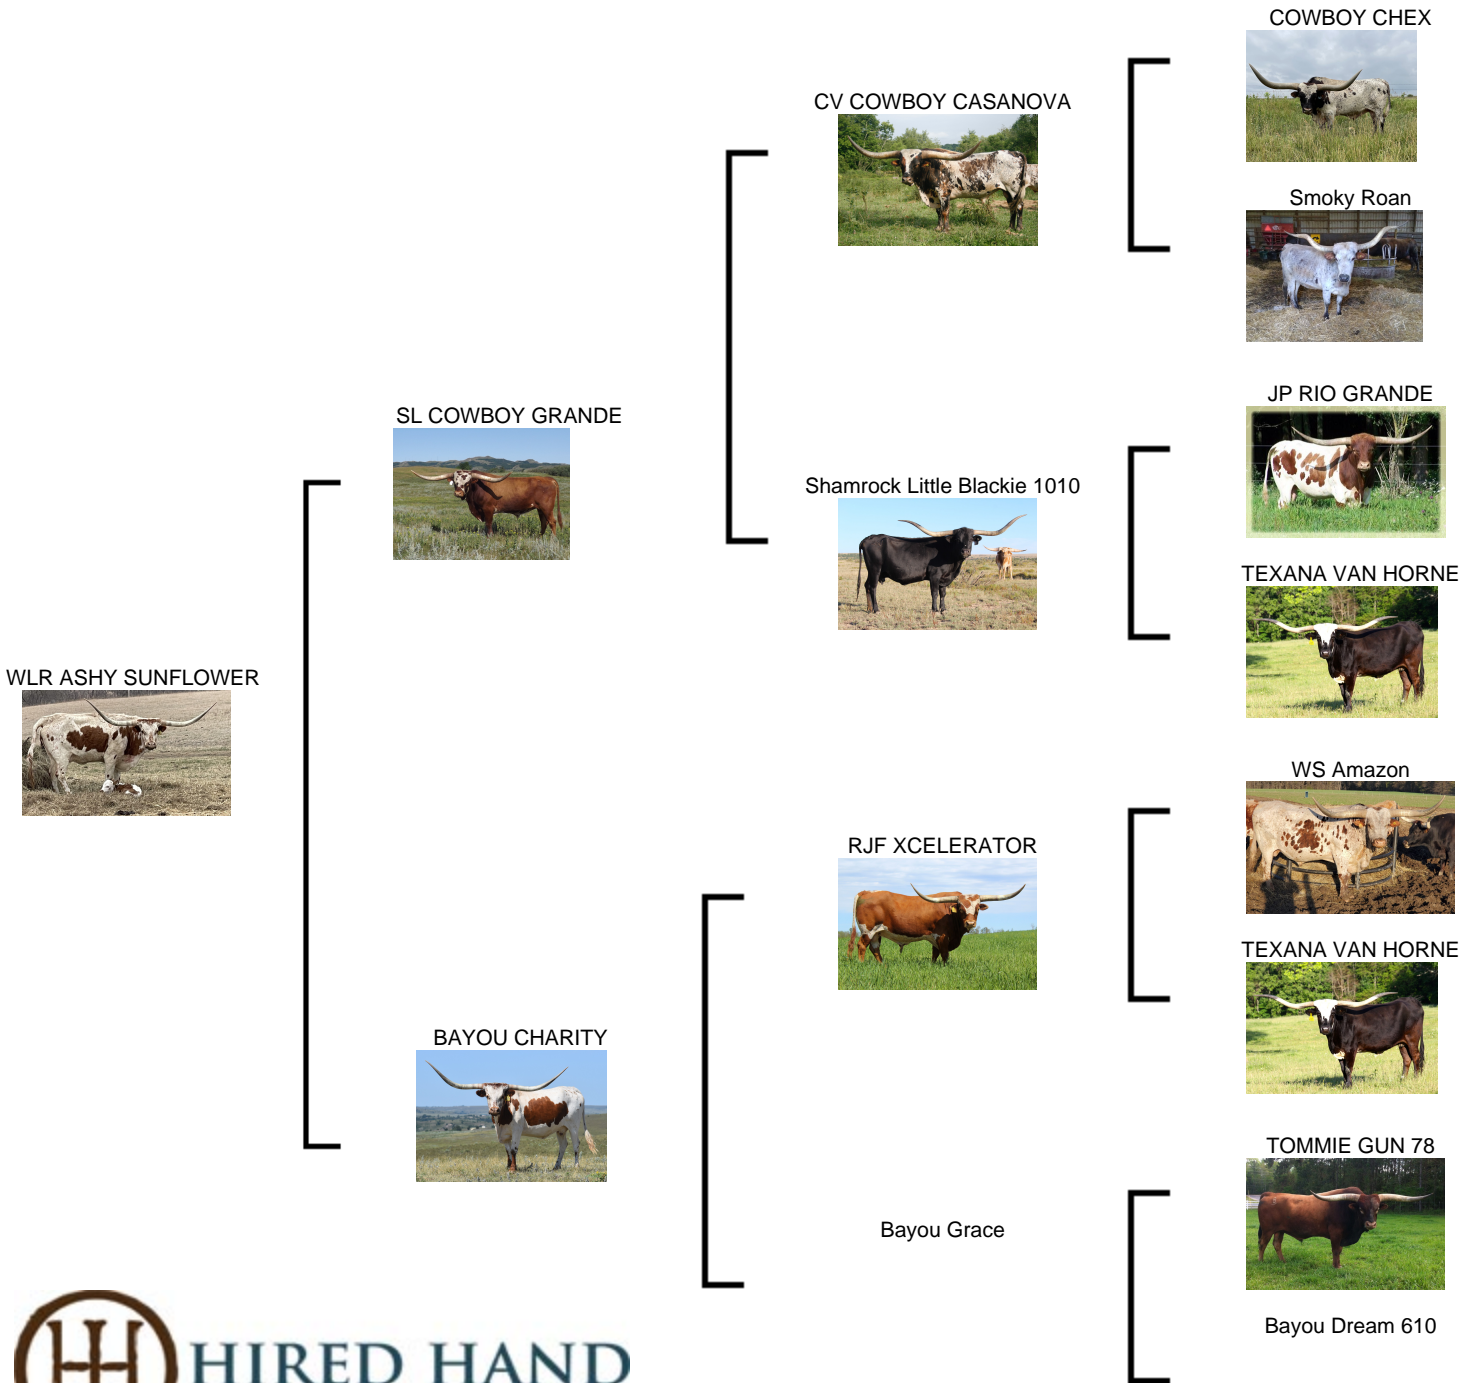 COWBOY CHEX
CV COWBOY CASANOVA
Smoky Roan
JP RIO GRANDE
SL COWBOY GRANDE
Shamrock Little Blackie 1010
TEXANA VAN HORNE
WLR ASHY SUNFLOWER
WS Amazon
RJF XCELERATOR
TEXANA VAN HORNE
BAYOU CHARITY
TOMMIE GUN 78
Bayou Grace
Bayou Dream 610
HIRED HAND